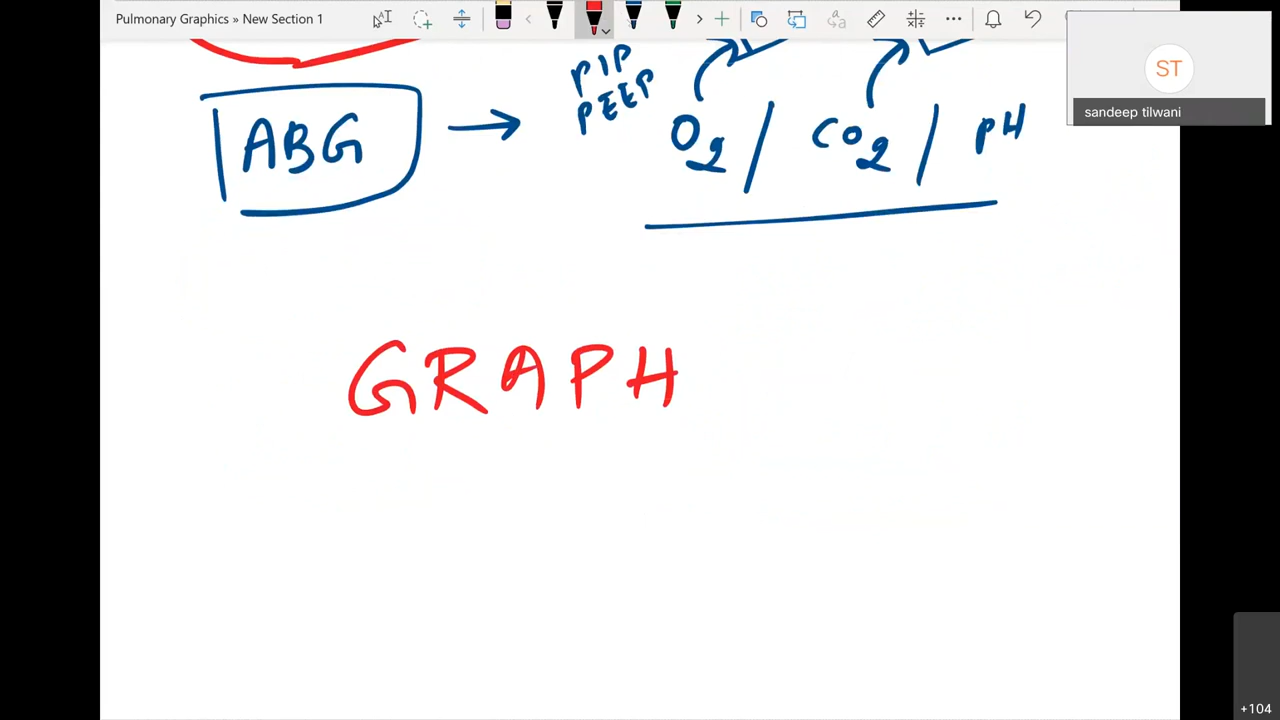 Pulmonary Graphics » New Section 1
ST
sandeep tilwani
PIP
PEEP
ABG → O2 / CO2 / PH
GRAPH
+104